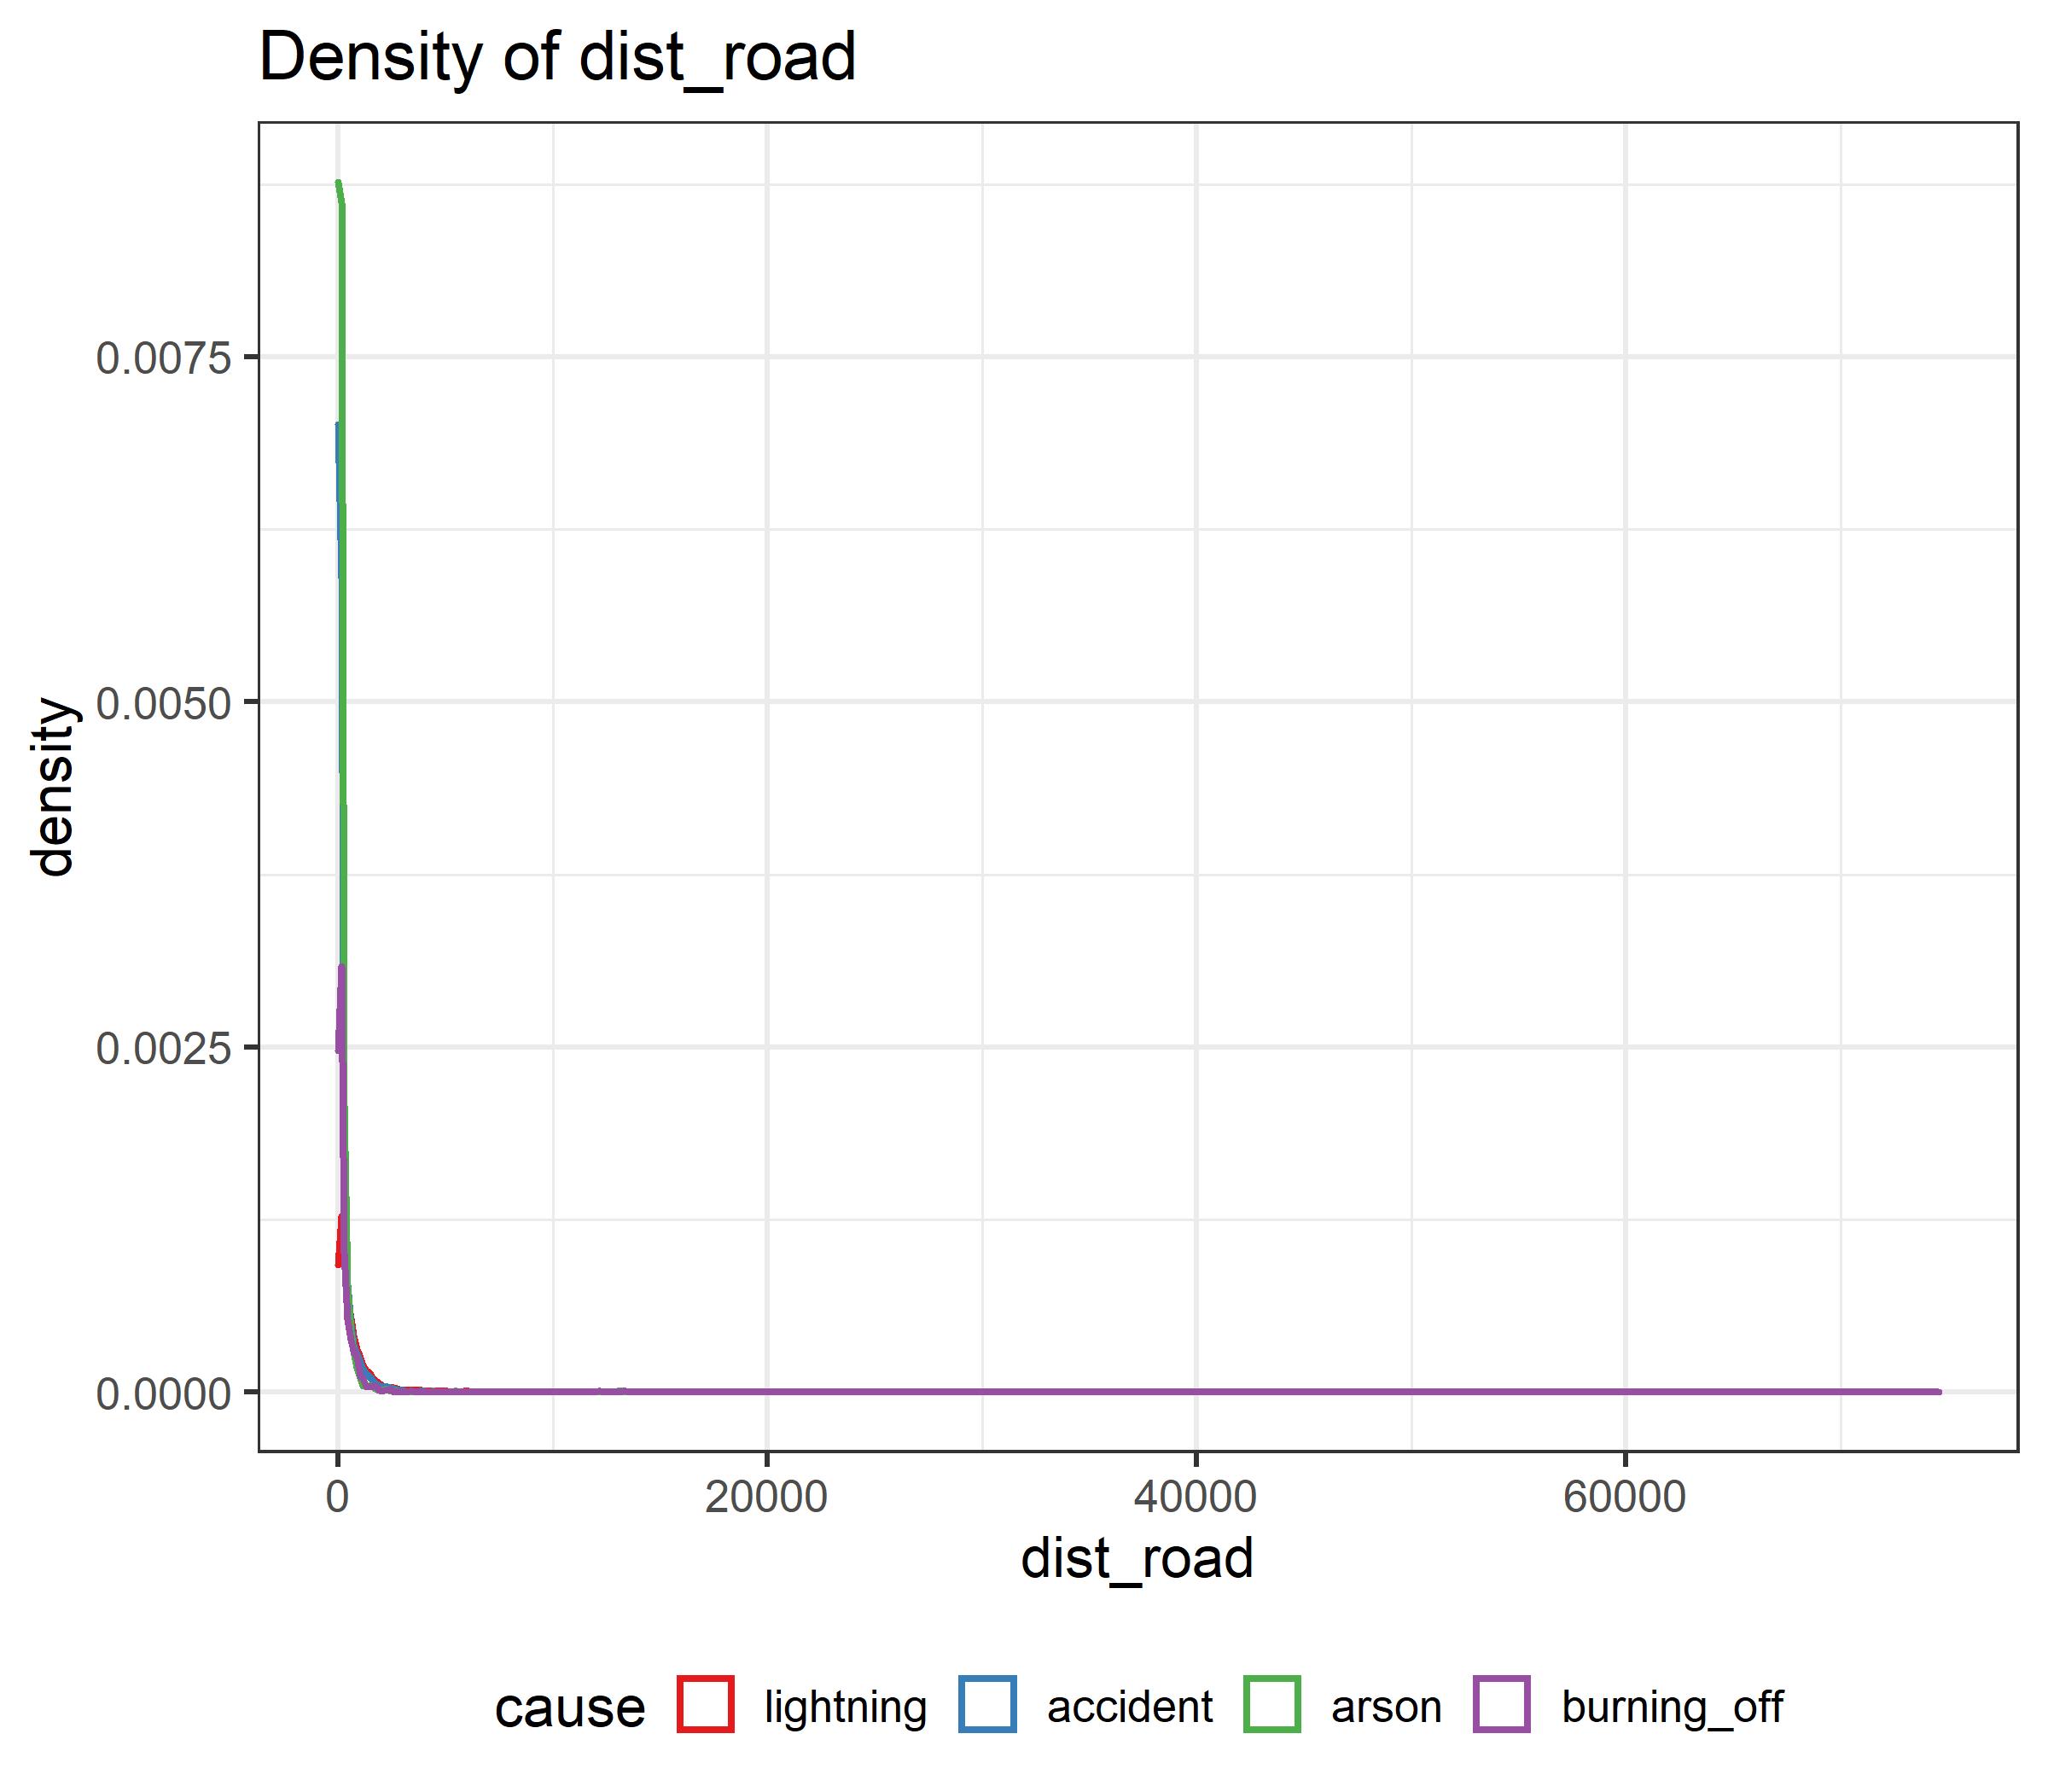 Density of dist_road
density
0.0075
0.0050
0.0025
0.0000
0 20000 40000 60000
dist_road
cause lightning accident arson burning_off